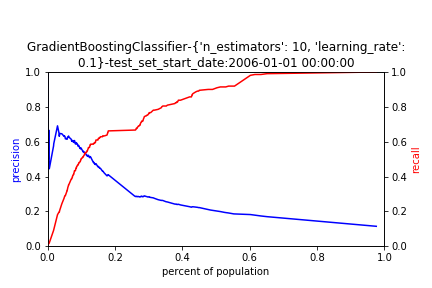 GradientBoostingClassifier-{'n_estimators': 10, 'learning_rate':
0.1}-test_set_start_date:2006-01-01 00:00:00
1.0
0.8
0.6
0.4
0.2
0.0
precision
1.0
0.8
0.6
0.4
0.2
0.0
recall
0.0 0.2 0.4 0.6 0.8 1.0
percent of population